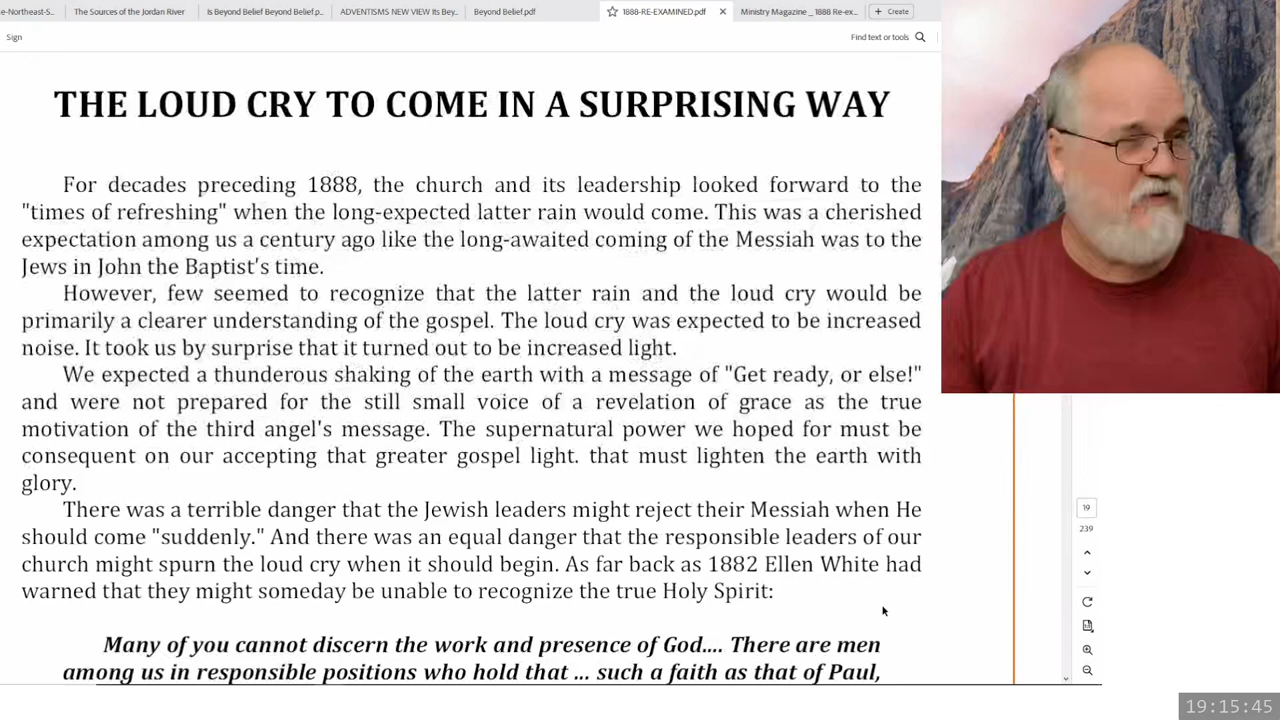 The Sources of the Jordan River
is Beyond Belief Beyond Belief p...
ADVENTISMS NEW VIEW Its Bey...
Beyond Belief.pdf
1888-RE-EXAMINED.pdf
Ministry Magazine _ 1888 Re-ex...
+ Create
Sign
Find text or tools
THE LOUD CRY TO COME IN A SURPRISING WAY
For decades preceding 1888, the church and its leadership looked forward to the
"times of refreshing" when the long-expected latter rain would come. This was a cherished
expectation among us a century ago like the long-awaited coming of the Messiah was to the
Jews in John the Baptist's time.
However, few seemed to recognize that the latter rain and the loud cry would be
primarily a clearer understanding of the gospel. The loud cry was expected to be increased
noise. It took us by surprise that it turned out to be increased light.
We expected a thunderous shaking of the earth with a message of "Get ready, or else!"
and were not prepared for the still small voice of a revelation of grace as the true
motivation of the third angel's message. The supernatural power we hoped for must be
consequent on our accepting that greater gospel light. that must lighten the earth with
glory.
There was a terrible danger that the Jewish leaders might reject their Messiah when He
should come "suddenly." And there was an equal danger that the responsible leaders of our
church might spurn the loud cry when it should begin. As far back as 1882 Ellen White had
warned that they might someday be unable to recognize the true Holy Spirit:
Many of you cannot discern the work and presence of God.... There are men
among us in responsible positions who hold that ... such a faith as that of Paul,
19
239
19:15:45